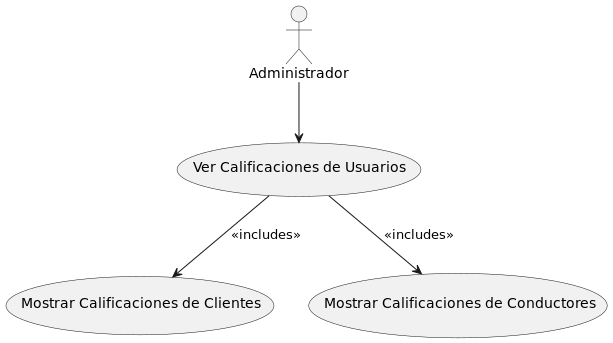 Administrador
Ver Calificaciones de Usuarios
«includes»
«includes»
Mostrar Calificaciones de Clientes
Mostrar Calificaciones de Conductores